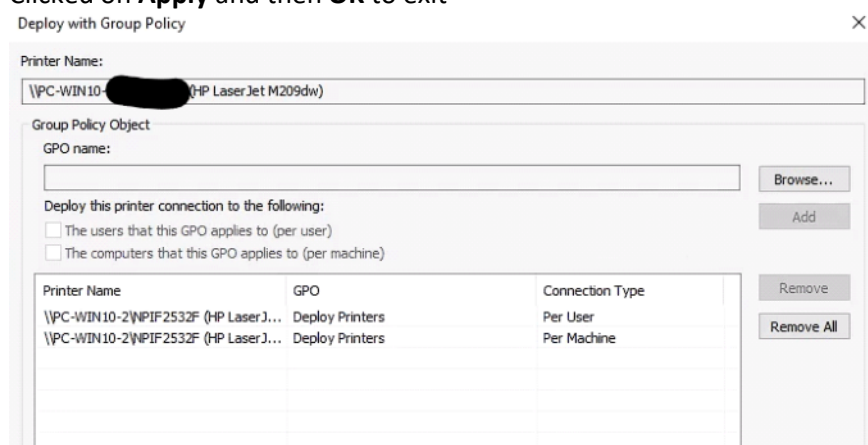 Clicked on Apply and then OK to exit
Deploy with Group Policy
Printer Name:
\\PC-WIN10- (HP LaserJet M209dw)
Group Policy Object
GPO name:
Browse...
Deploy this printer connection to the following:
Add
The users that this GPO applies to (per user)
The computers that this GPO applies to (per machine)
Printer Name GPO Connection Type
Remove
\\PC-WIN10-2\NPIF2532F (HP LaserJ... Deploy Printers Per User
Remove All
\\PC-WIN10-2\NPIF2532F (HP LaserJ... Deploy Printers Per Machine